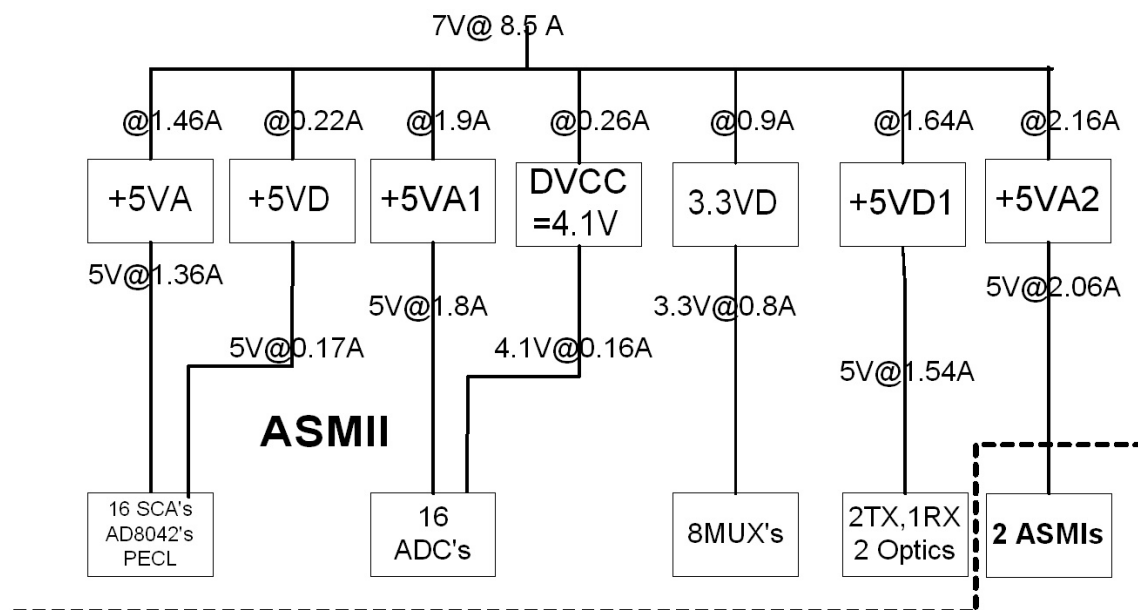 7V@ 8.5 A
@1.46A
@0.22A
@1.9A
@0.26A
@0.9A
@1.64A
@2.16A
+5VA
+5VD
+5VA1
DVCC
=4.1V
3.3VD
+5VD1
+5VA2
5V@1.36A
5V@1.8A
3.3V@0.8A
5V@2.06A
5V@0.17A
4.1V@0.16A
5V@1.54A
ASMII
16 SCA's
AD8042's
PECL
16
ADC's
8MUX's
2TX,1RX
2 Optics
2 ASMIs